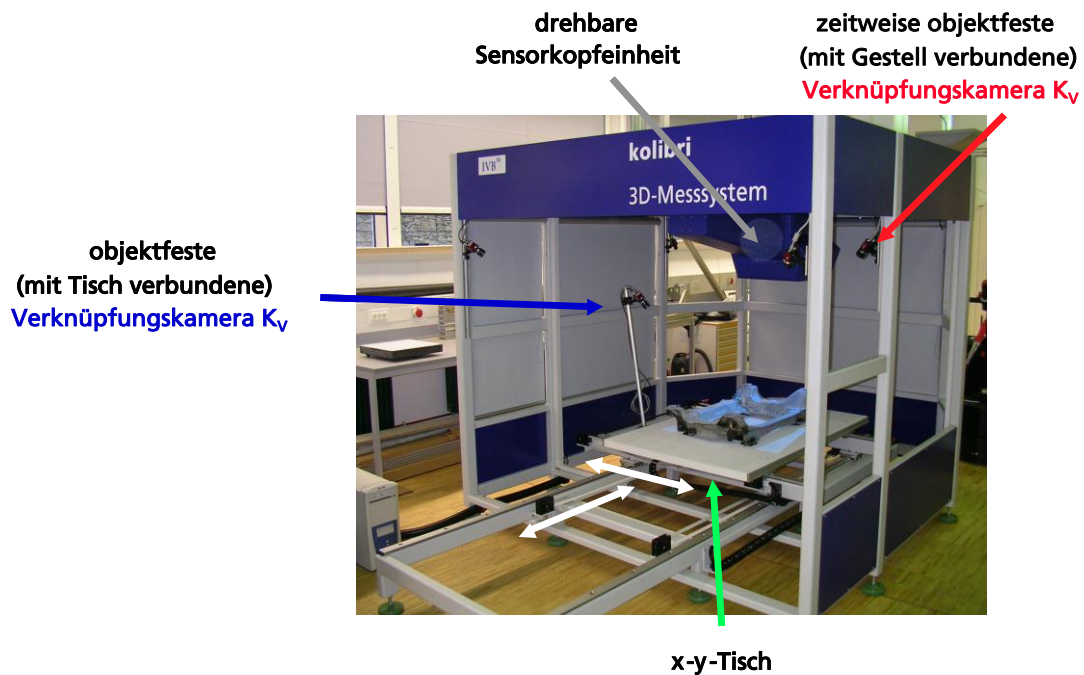 drehbare
Sensorkopfeinheit
zeitweise objektfeste
(mit Gestell verbundene)
Verknüpfungskamera Kv
kolibri
IVB
3D-Messsystem
objektfeste
(mit Tisch verbundene)
Verknüpfungskamera Kv
x-y-Tisch